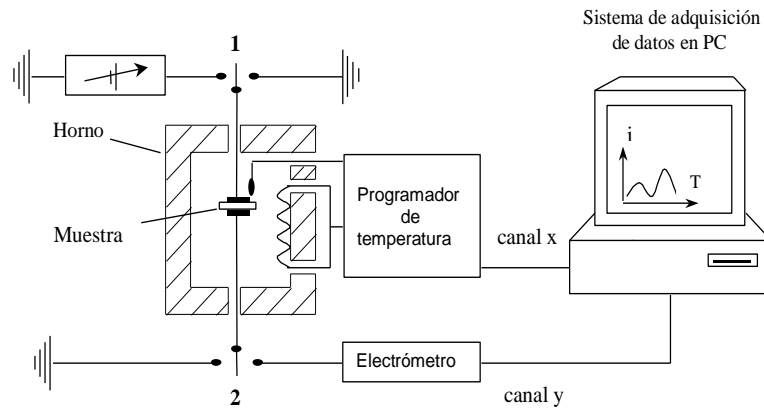 Sistema de adquisición
de datos en PC
1
Horno
i
T
Programador
de
temperatura
Muestra
canal x
Electrómetro
2
canal y